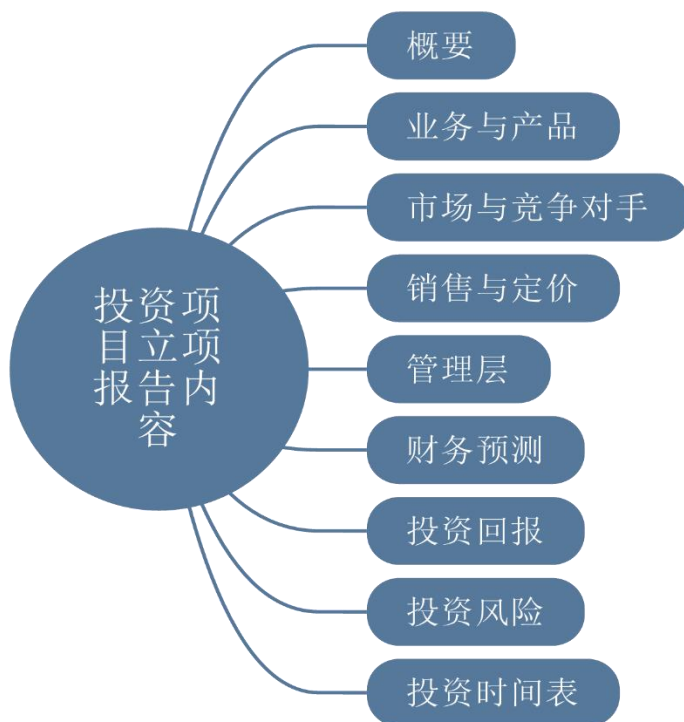 概要
业务与产品
市场与竞争对手
销售与定价
管理层
财务预测
投资回报
投资风险
投资时间表
投资项
目立项
报告内
容